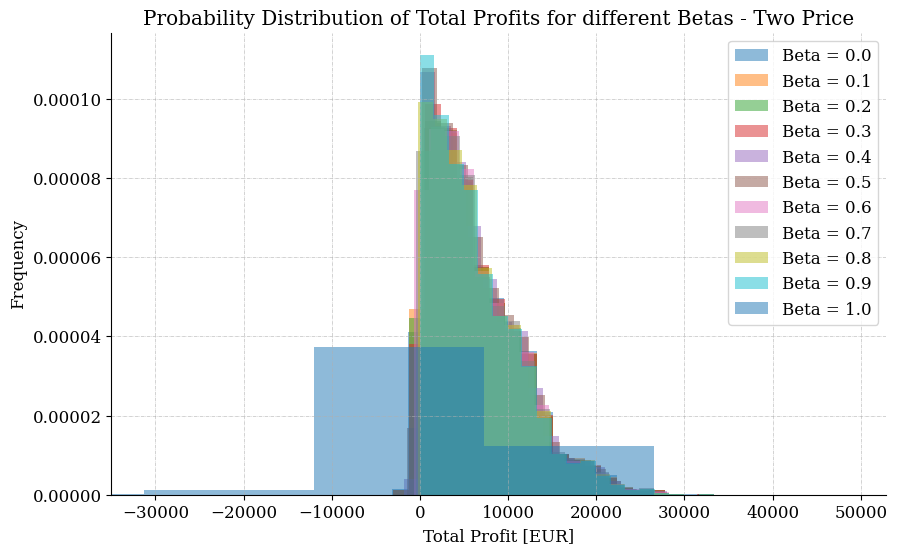 Probability Distribution of Total Profits for different Betas - Two Price
Frequency
0.00010
0.00008
0.00006
0.00004
0.00002
0.00000
−30000
−20000
−10000
0
10000
20000
30000
40000
50000
Total Profit [EUR]
Beta = 0.0
Beta = 0.1
Beta = 0.2
Beta = 0.3
Beta = 0.4
Beta = 0.5
Beta = 0.6
Beta = 0.7
Beta = 0.8
Beta = 0.9
Beta = 1.0